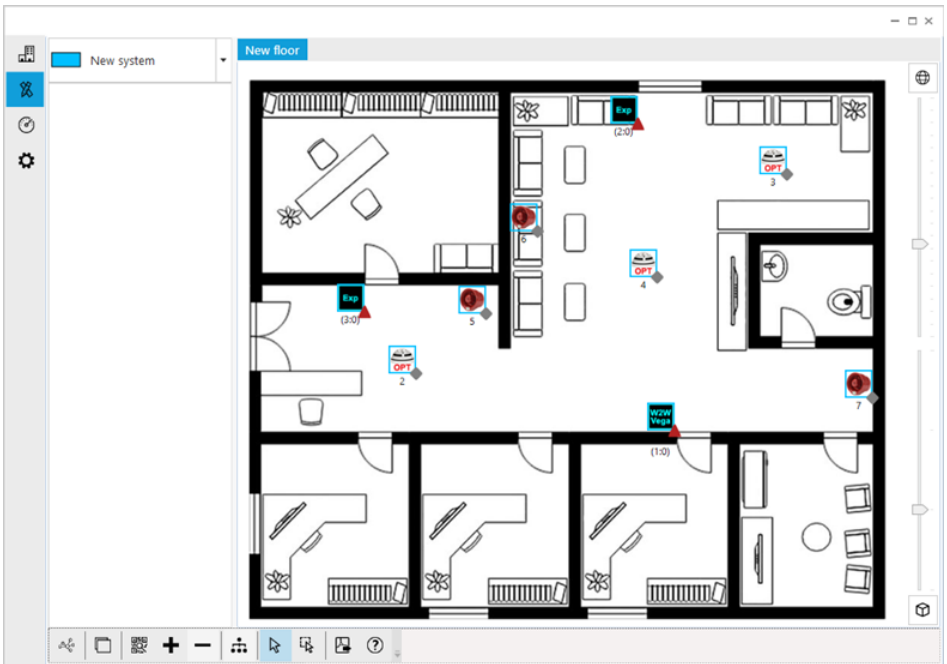 New system
New floor
Exp
(2:0)
OPT
3
6
OPT
4
Exp
(3:0)
5
OPT
2
7
W2W
Vega
(1:0)